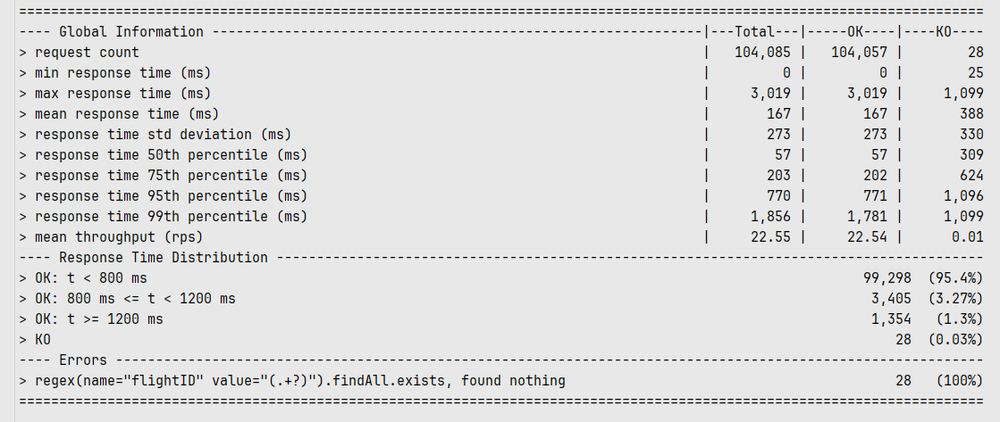 ========================================================================================================================
---- Global Information -------------------------------------------------------------|---Total---|-----OK----|----KO----
> request count                                                                      |   104,085 |   104,057 |        28
> min response time (ms)                                                             |         0 |         0 |        25
> max response time (ms)                                                             |     3,019 |     3,019 |     1,099
> mean response time (ms)                                                            |       167 |       167 |       388
> response time std deviation (ms)                                                   |       273 |       273 |       330
> response time 50th percentile (ms)                                                 |        57 |        57 |       309
> response time 75th percentile (ms)                                                 |       203 |       202 |       624
> response time 95th percentile (ms)                                                 |       770 |       771 |     1,096
> response time 99th percentile (ms)                                                 |     1,856 |     1,781 |     1,099
> mean throughput (rps)                                                              |     22.55 |     22.54 |      0.01
---- Response Time Distribution ----------------------------------------------------------------------------------------
> OK: t < 800 ms                                                                                         99,298  (95.4%)
> OK: 800 ms <= t < 1200 ms                                                                               3,405  (3.27%)
> OK: t >= 1200 ms                                                                                        1,354   (1.3%)
> KO                                                                                                         28  (0.03%)
---- Errors ------------------------------------------------------------------------------------------------------------
> regex(name="flightID" value="(.+?)").findAll.exists, found nothing                                         28   (100%)
========================================================================================================================